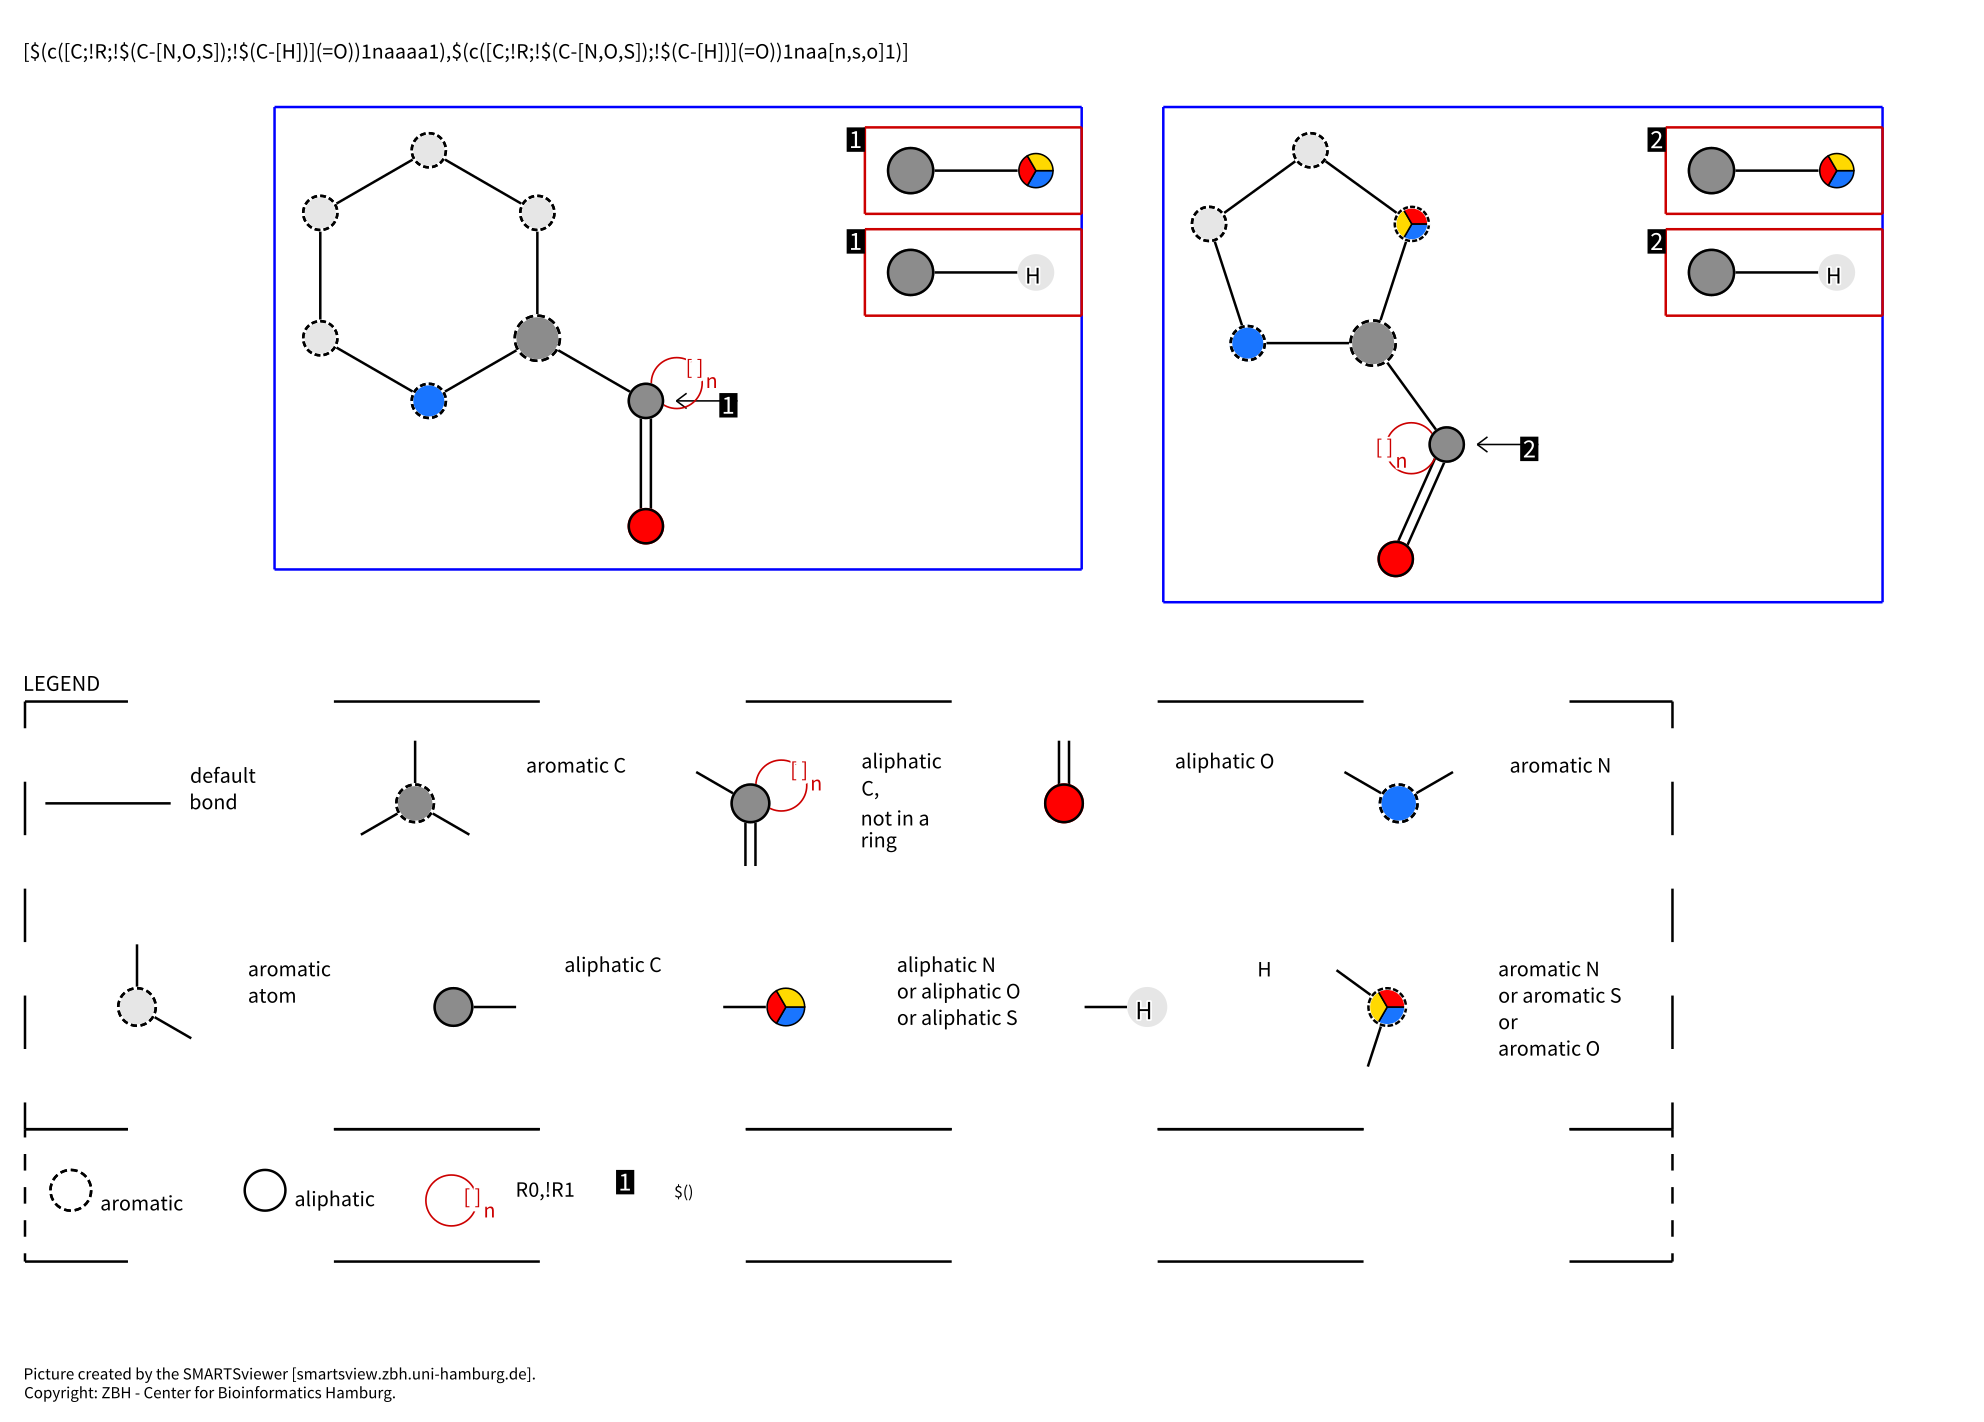 [$(c([C;!R;!$(C-[N,O,S]);!$(C-[H])](=O))1naaaa1),$(c([C;!R;!$(C-[N,O,S]);!$(C-[H])](=O))1naa[n,s,o]1)]
1
2
1
H
2
H
[ ]n
1
[ ]n
2
LEGEND
default
bond
aromatic C
[ ]n
aliphatic
C,
not in a
ring
aliphatic O
aromatic N
aromatic
atom
aliphatic C
aliphatic N
or aliphatic O
or aliphatic S
H
H
aromatic N
or aromatic S
or
aromatic O
aromatic
aliphatic
[ ]n
R0,!R1
1
$()
Picture created by the SMARTSviewer [smartsview.zbh.uni-hamburg.de].
Copyright: ZBH - Center for Bioinformatics Hamburg.